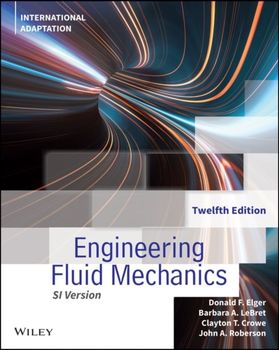 INTERNATIONAL
ADAPTATION
Twelfth Edition
Engineering
Fluid Mechanics
SI Version
Donald F. Elger
Barbara A. LeBret
Clayton T. Crowe
John A. Roberson
WILEY